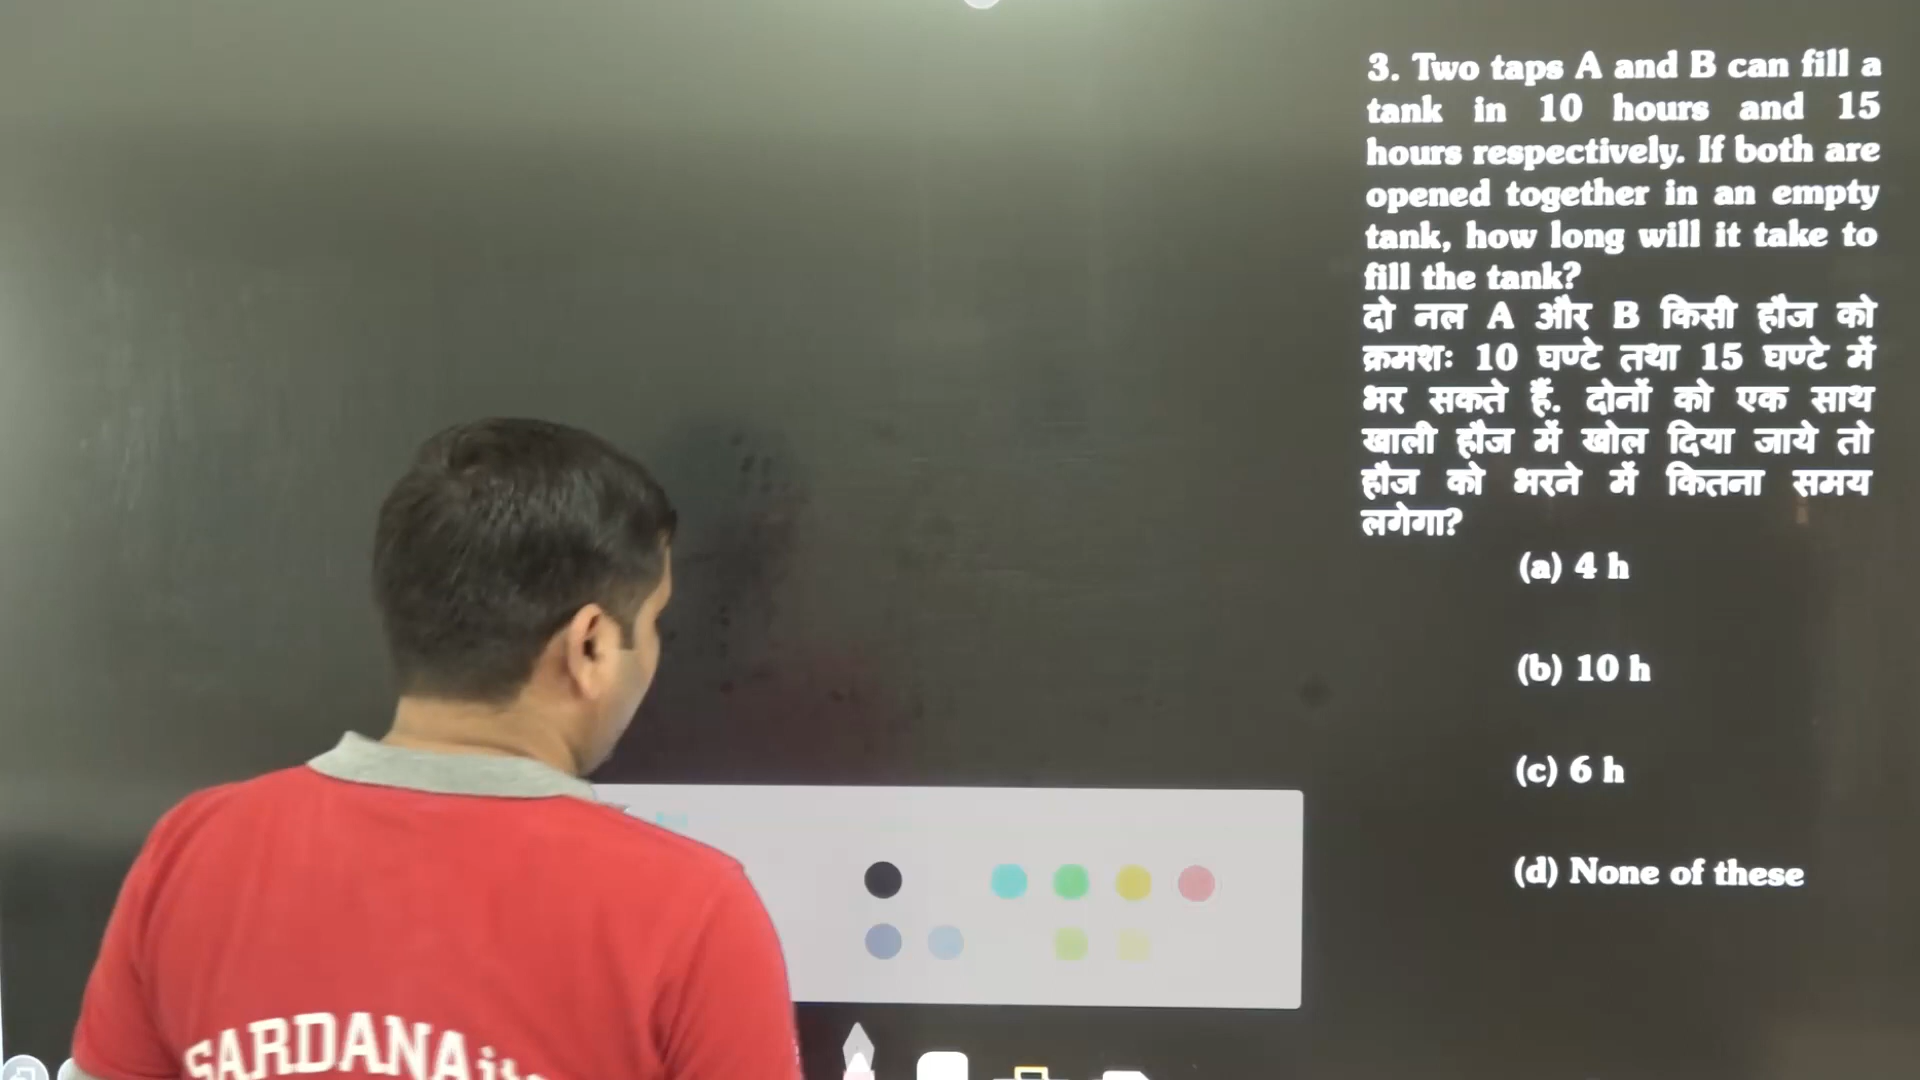 3. Two taps A and B can fill a
tank in 10 hours and 15
hours respectively. If both are
opened together in an empty
tank, how long will it take to
fill the tank?
दो नल A और B किसी हौज को
क्रमशः 10 घण्टे तथा 15 घण्टे में
भर सकते हैं. दोनों को एक साथ
खाली हौज में खोल दिया जाये तो
हौज को भरने में कितना समय
लगेगा?
(a) 4 h
(b) 10 h
(c) 6 h
(d) None of these
SARDANA